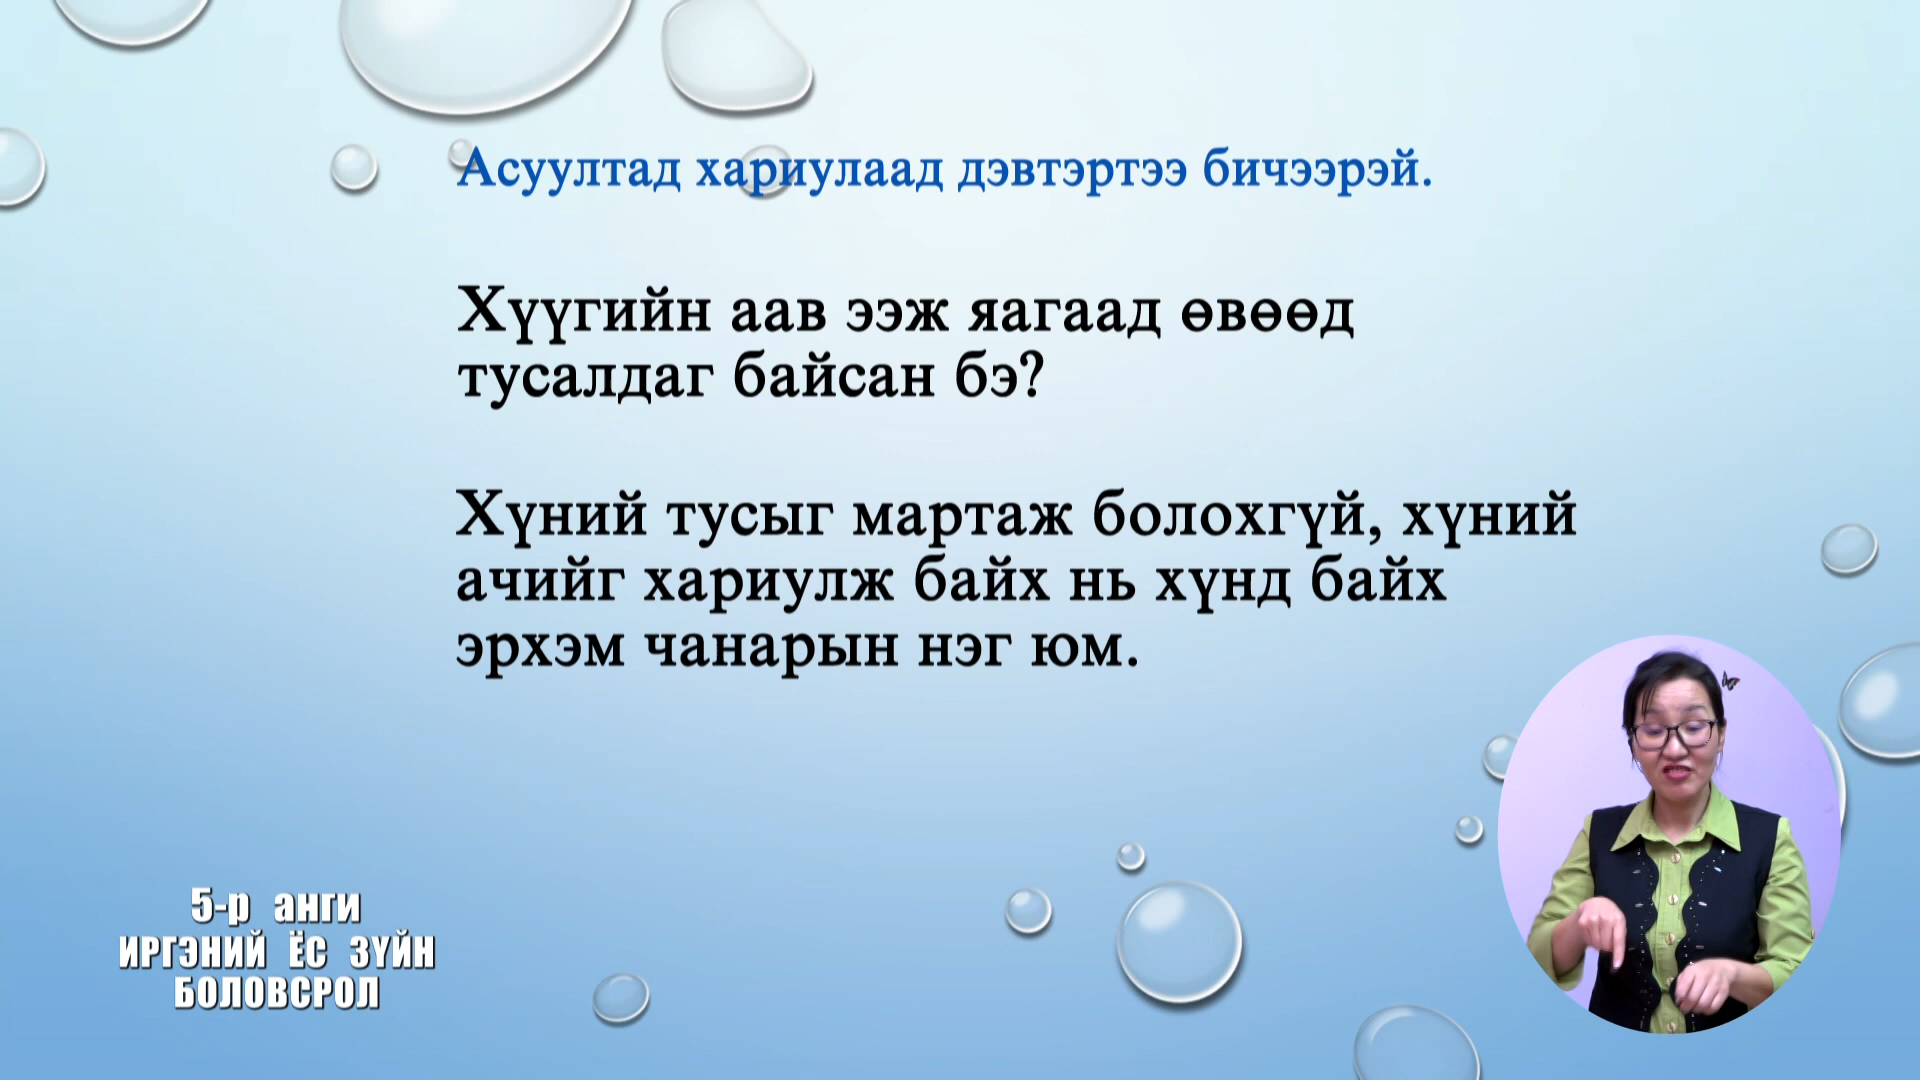 Асуултад хариулаад дэвтэртээ бичээрэй.
Хүүгийн аав ээж яагаад өвөөд
тусалдаг байсан бэ?
Хүний тусыг мартаж болохгүй, хүний
ачийг хариулж байх нь хүнд байх
эрхэм чанарын нэг юм.
5-р анги
ИРГЭНИЙ ЁС ЗҮЙН
БОЛОВСРОЛ